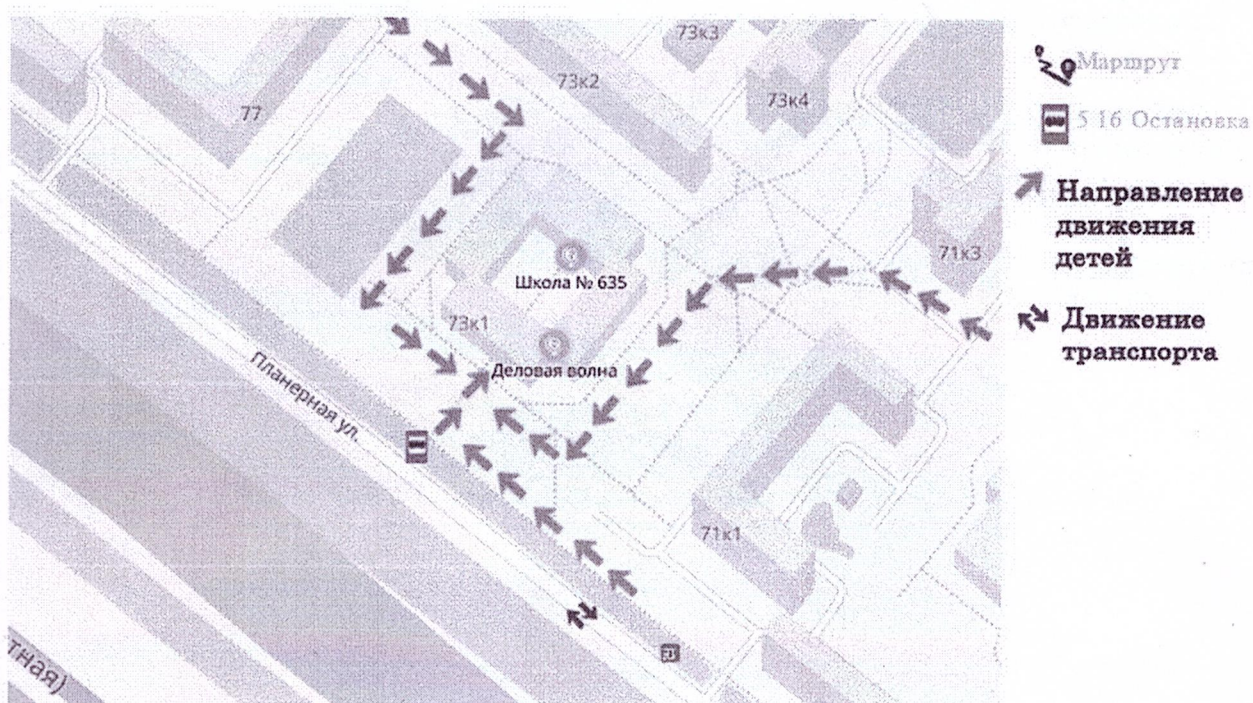 73к3
73к2
73к4
77
71к3
Школа № 635
73к1
Деловая волна
Планерная ул.
71к1
тная)
Маршрут
5 16 Остановка
Направление
движения
детей
Движение
транспорта